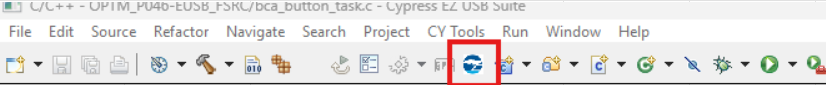 C/C++ - OPTM_P046-EUSB_FSRC/bca_button_task.c - Cypress EZ USB Suite
File Edit Source Refactor Navigate Search Project CY Tools Run Window Help
010